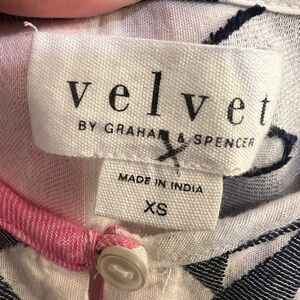 velvet
BY GRAHAM & SPENCER
MADE IN INDIA
XS